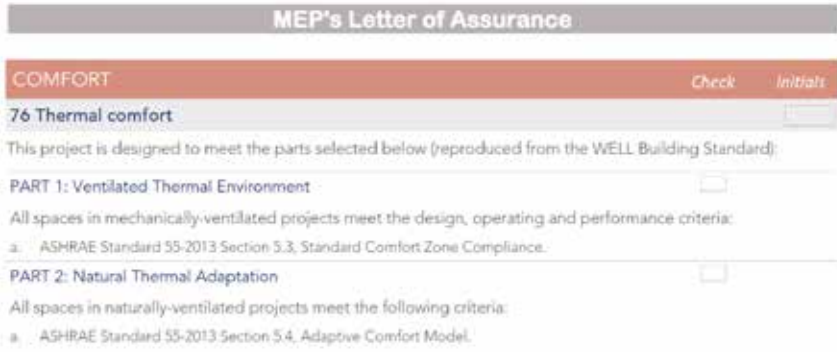 MEP's Letter of Assurance
COMFORT Check Initials
76 Thermal comfort
This project is designed to meet the parts selected below (reproduced from the WELL Building Standard):
PART 1: Ventilated Thermal Environment
All spaces in mechanically-ventilated projects meet the design, operating and performance criteria:
a. ASHRAE Standard 55-2013 Section 5.3, Standard Comfort Zone Compliance.
PART 2: Natural Thermal Adaptation
All spaces in naturally-ventilated projects meet the following criteria:
a. ASHRAE Standard 55-2013 Section 5.4, Adaptive Comfort Model.